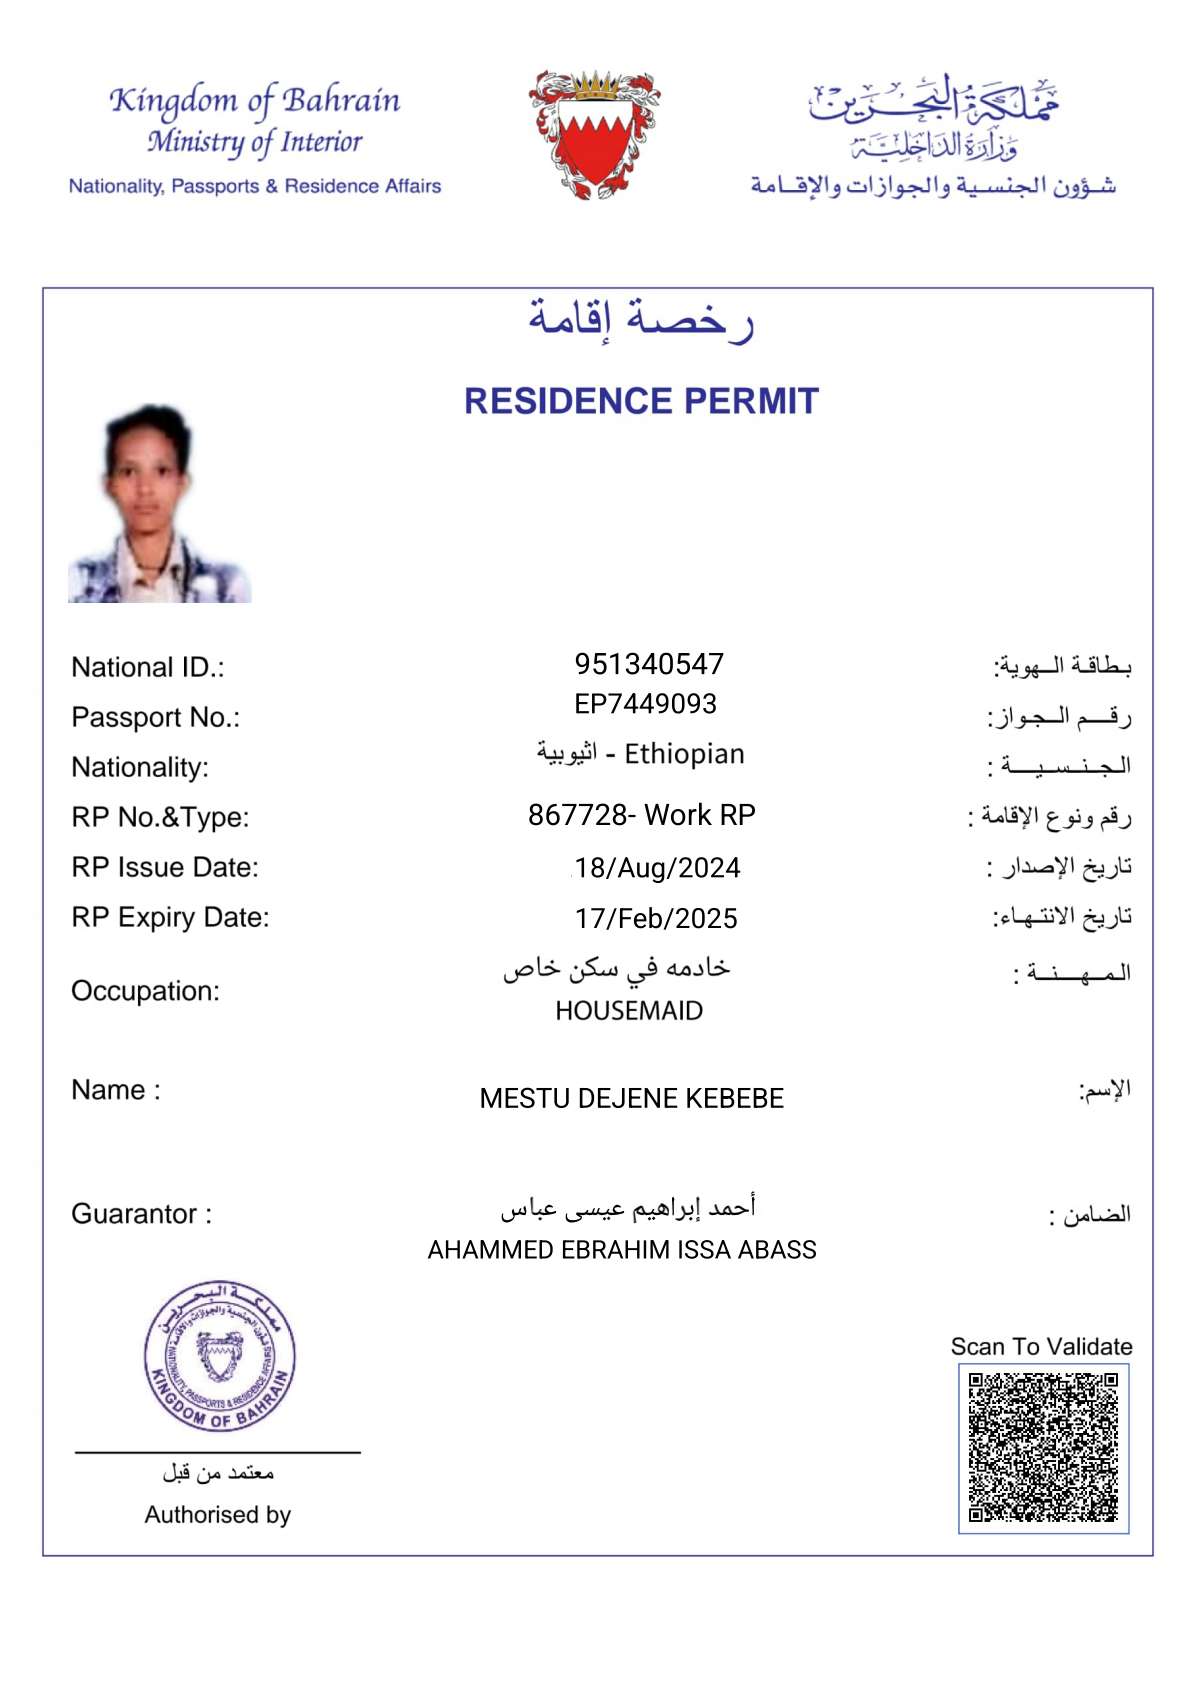 Kingdom of Bahrain
Ministry of Interior
Nationality, Passports & Residence Affairs
مملكة البحرين
وزارة الداخلية
شـؤون الجنسـية والجوازات والإقـامة
رخصة إقامة
RESIDENCE PERMIT
National ID.: 951340547 بطاقة الهوية:
Passport No.: EP7449093 رقم الجواز:
Nationality: اثيوبية - Ethiopian الجنسية :
RP No.&Type: 867728- Work RP رقم ونوع الإقامة :
RP Issue Date: 18/Aug/2024 تاريخ الإصدار :
RP Expiry Date: 17/Feb/2025 تاريخ الانتهاء:
Occupation: خادمه في سكن خاص المهنة :
HOUSEMAID
Name : MESTU DEJENE KEBEBE الإسم:
Guarantor : أحمد إبراهيم عيسى عباس الضامن :
AHAMMED EBRAHIM ISSA ABASS
مملكة البحرين
شؤون الجنسية والجوازات والإقامة
NATIONALITY, PASSPORTS & RESIDENCE AFFAIRS
KINGDOM OF BAHRAIN
معتمد من قبل
Authorised by
Scan To Validate